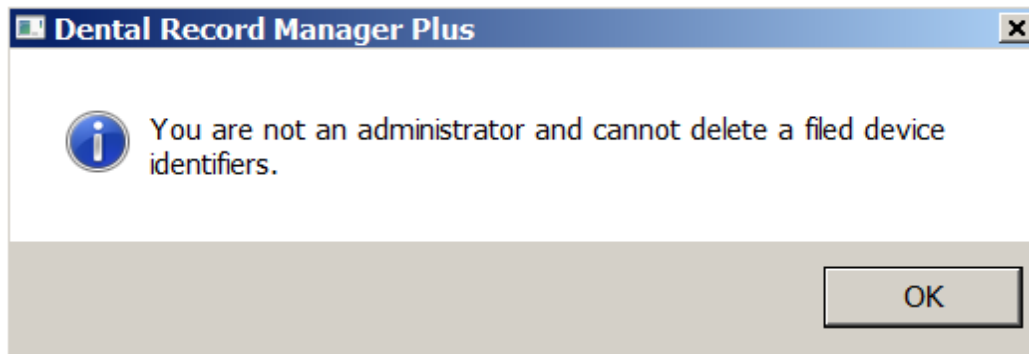 Dental Record Manager Plus
You are not an administrator and cannot delete a filed device
identifiers.
OK